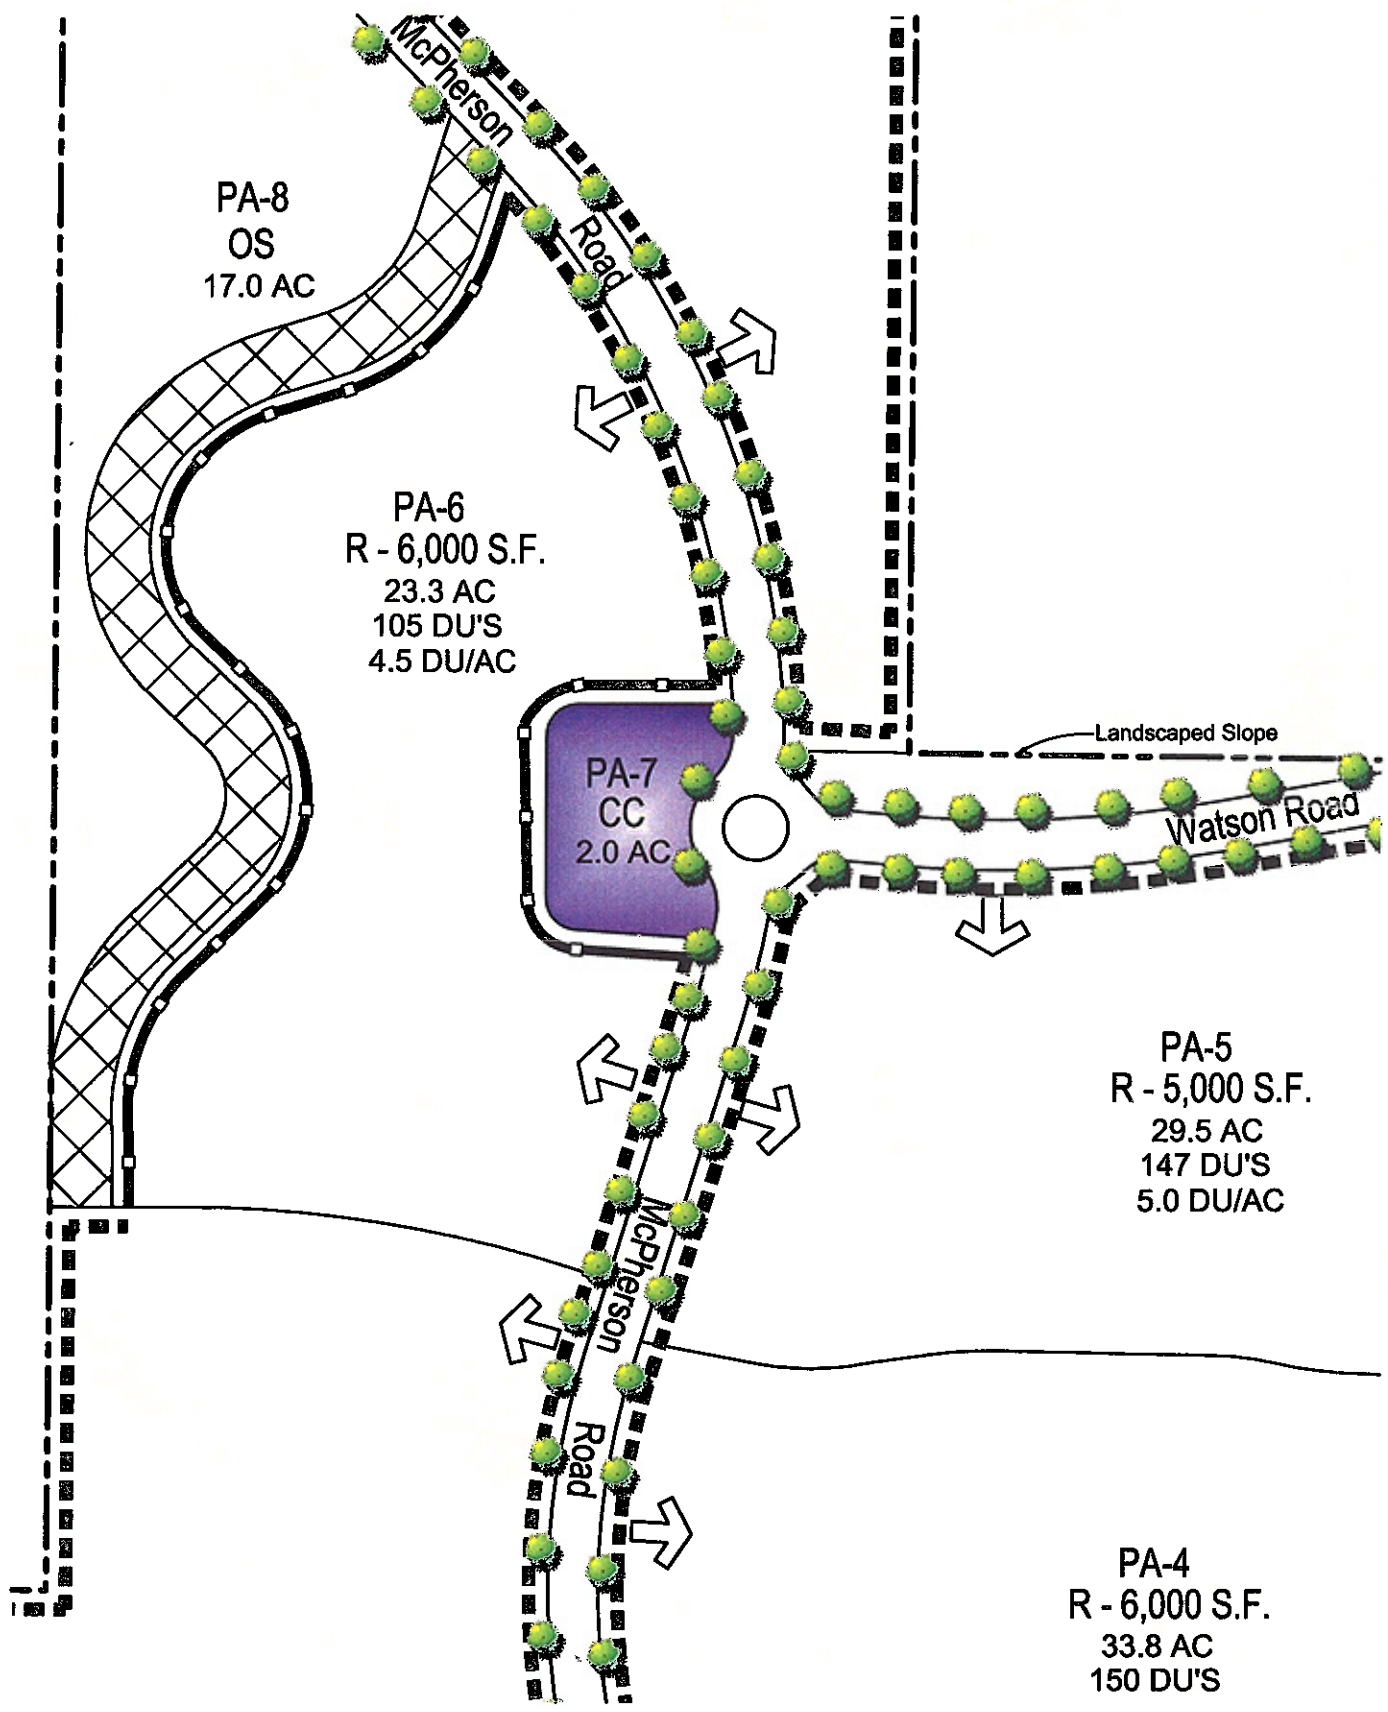 McPherson
Road
PA-8
OS
17.0 AC
PA-6
R - 6,000 S.F.
23.3 AC
105 DU'S
4.5 DU/AC
Landscaped Slope
PA-7
CC
2.0 AC
Watson Road
PA-5
R - 5,000 S.F.
29.5 AC
147 DU'S
5.0 DU/AC
McPherson
Road
PA-4
R - 6,000 S.F.
33.8 AC
150 DU'S